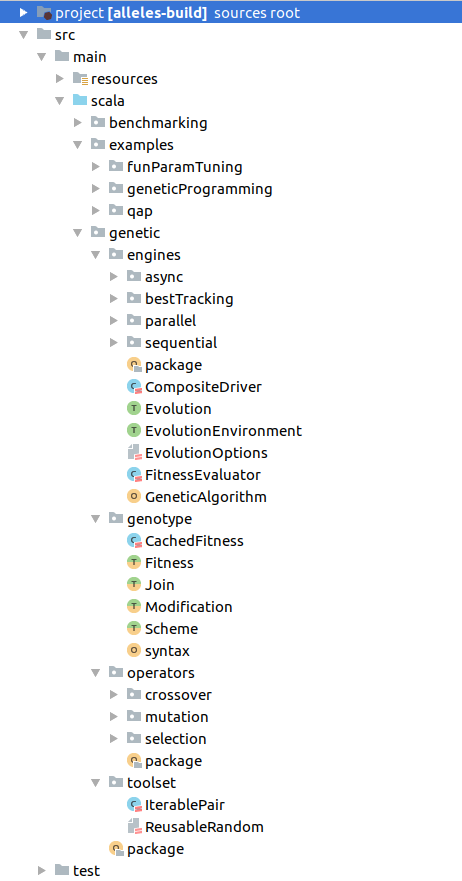 project [alleles-build] sources root
src
main
resources
scala
benchmarking
examples
funParamTuning
geneticProgramming
qap
genetic
engines
async
bestTracking
parallel
sequential
package
CompositeDriver
Evolution
EvolutionEnvironment
EvolutionOptions
FitnessEvaluator
GeneticAlgorithm
genotype
CachedFitness
Fitness
Join
Modification
Scheme
syntax
operators
crossover
mutation
selection
package
toolset
IterablePair
ReusableRandom
package
test